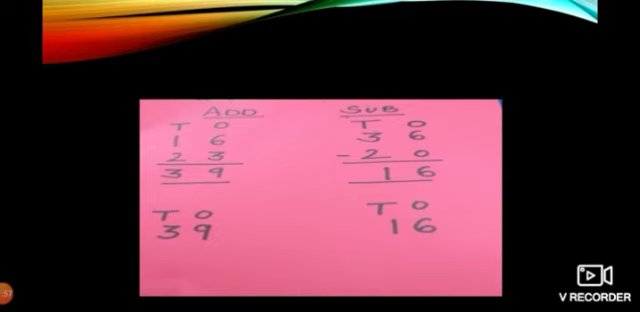 ADD
T O
1 6
2 3
3 9
T O
3 9
SUB
T O
3 6
- 2 0
1 6
T O
1 6
:57
V RECORDER